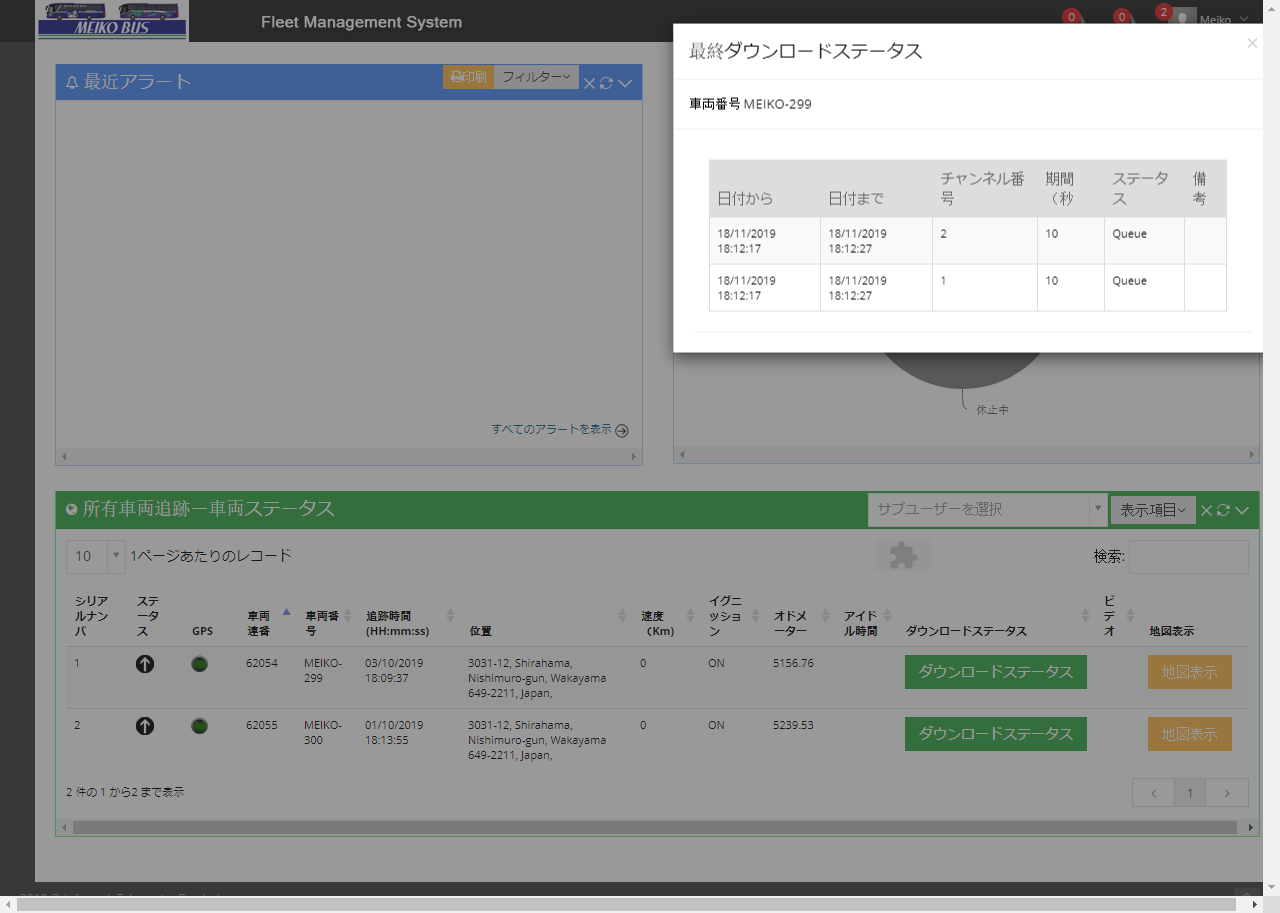 MEIKO BUS
Fleet Management System
0
0
2
Meiko
最終ダウンロードステータス
×
車両番号 MEIKO-299
日付から 日付まで チャンネル番号 期間（秒 ステータス 備考
18/11/2019 18:12:17 18/11/2019 18:12:27 2 10 Queue
18/11/2019 18:12:17 18/11/2019 18:12:27 1 10 Queue
最近アラート
印刷 フィルター
すべてのアラートを表示
休止中
所有車両追跡－車両ステータス
サブユーザーを選択 表示項目
10 1ページあたりのレコード
検索:
シリアルナンバ ステータス GPS 車両連番 車両番号 追跡時間(HH:mm:ss) 位置 速度（Km) イグニッション オドメーター アイドル時間 ダウンロードステータス ビデオ 地図表示
1 62054 MEIKO-299 03/10/2019 18:09:37 3031-12, Shirahama, Nishimuro-gun, Wakayama 649-2211, Japan, 0 ON 5156.76 ダウンロードステータス 地図表示
2 62055 MEIKO-300 01/10/2019 18:13:55 3031-12, Shirahama, Nishimuro-gun, Wakayama 649-2211, Japan, 0 ON 5239.53 ダウンロードステータス 地図表示
2 件の 1 から2 まで表示
1